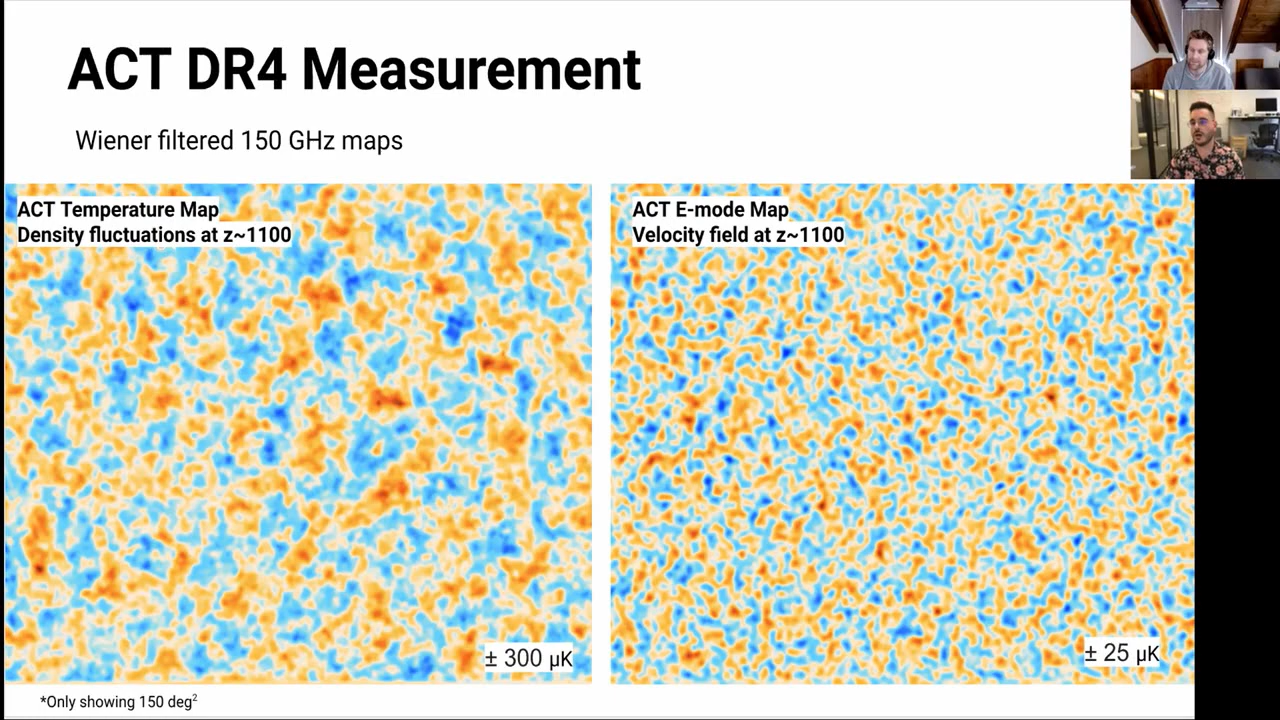 ACT DR4 Measurement
Wiener filtered 150 GHz maps
ACT Temperature Map
Density fluctuations at z~1100
± 300 μK
ACT E-mode Map
Velocity field at z~1100
± 25 μK
*Only showing 150 deg²